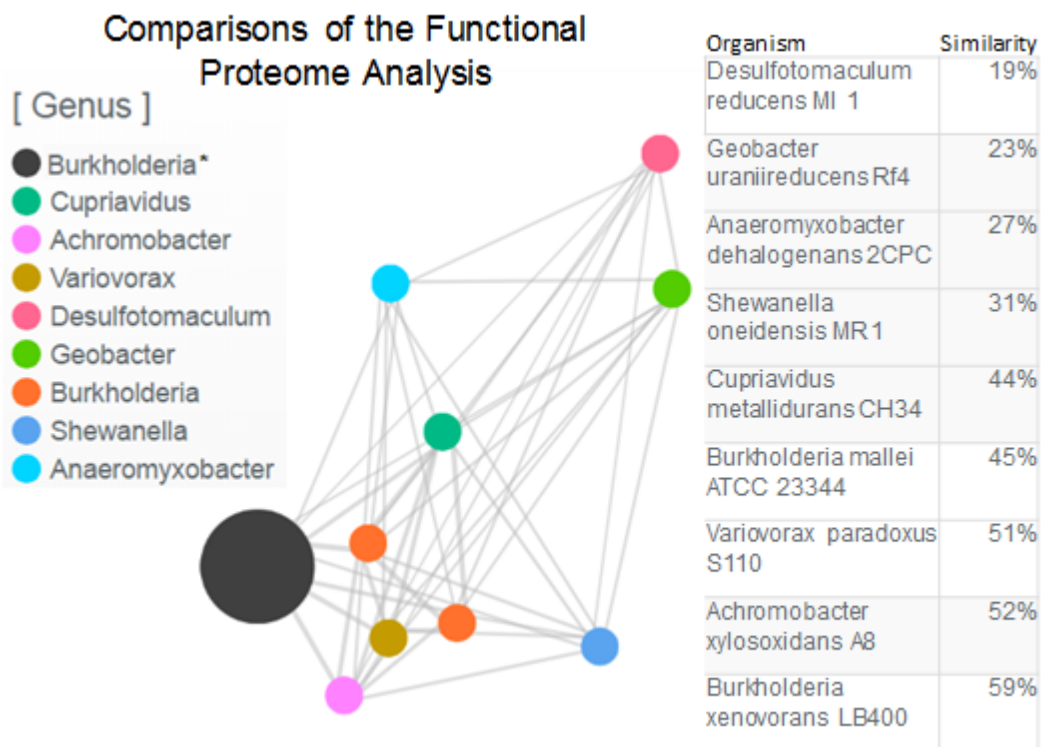 Comparisons of the Functional
Proteome Analysis
[ Genus ]
Burkholderia*
Cupriavidus
Achromobacter
Variovorax
Desulfotomaculum
Geobacter
Burkholderia
Shewanella
Anaeromyxobacter
Organism Similarity
Desulfotomaculum 19%
reducens MI 1
Geobacter 23%
uraniireducens Rf4
Anaeromyxobacter 27%
dehalogenans 2CPC
Shewanella 31%
oneidensis MR1
Cupriavidus 44%
metallidurans CH34
Burkholderia mallei 45%
ATCC 23344
Variovorax paradoxus 51%
S110
Achromobacter 52%
xylosoxidans A8
Burkholderia 59%
xenovorans LB400